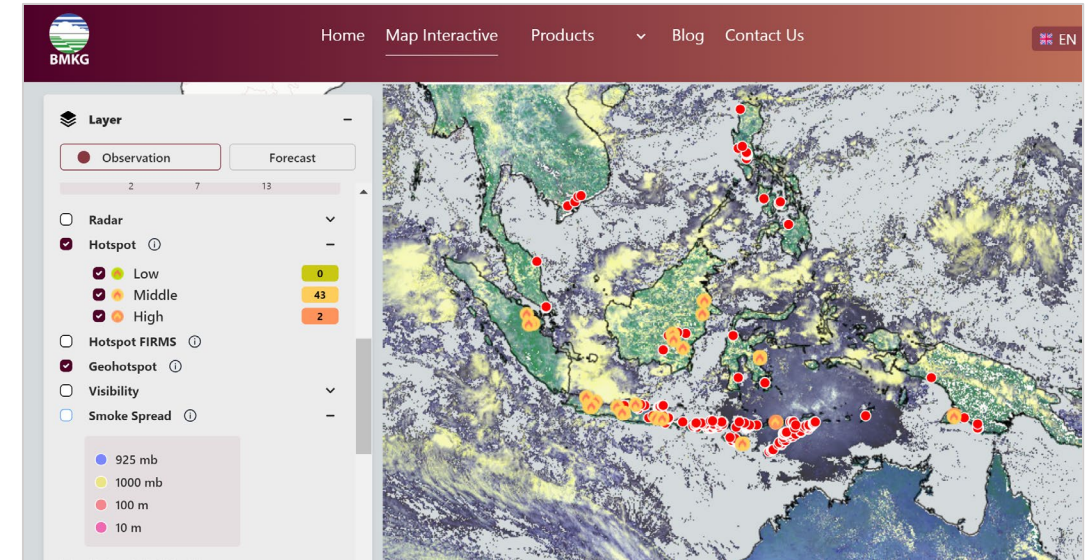 BMKG
Home Map Interactive Products Blog Contact Us
EN
Layer
Observation Forecast
2 7 13
Radar
Hotspot
Low 0
Middle 43
High 2
Hotspot FIRMS
Geohotspot
Visibility
Smoke Spread
925 mb
1000 mb
100 m
10 m